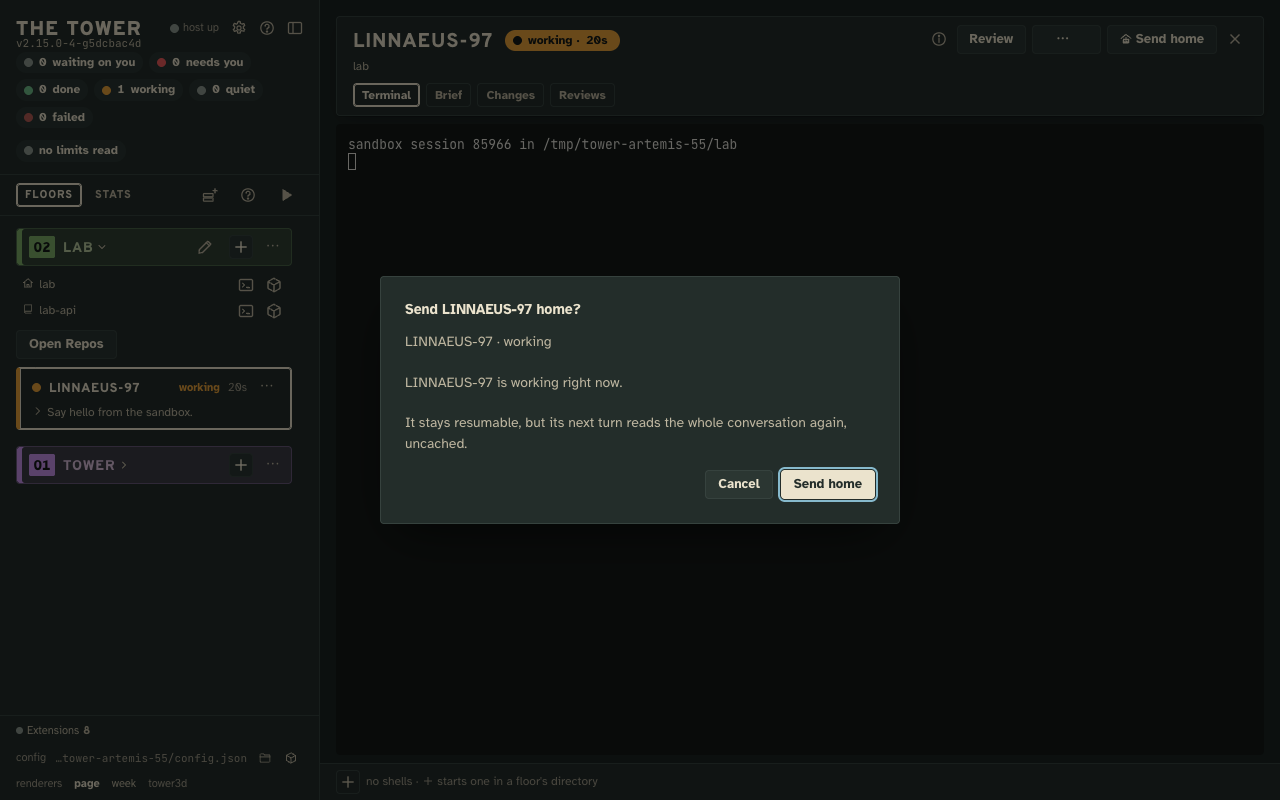 THE TOWER
host up
v2.15.0-4-g5dcbac4d
0 waiting on you
0 needs you
0 done
1 working
0 quiet
0 failed
no limits read
FLOORS
STATS
02 LAB
lab
lab-api
Open Repos
LINNAEUS-97
working 20s
Say hello from the sandbox.
01 TOWER
Extensions 8
config …tower-artemis-55/config.json
renderers page week tower3d
LINNAEUS-97
working · 20s
Review
Send home
lab
Terminal
Brief
Changes
Reviews
sandbox session 85966 in /tmp/tower-artemis-55/lab
Send LINNAEUS-97 home?
LINNAEUS-97 · working
LINNAEUS-97 is working right now.
It stays resumable, but its next turn reads the whole conversation again,
uncached.
Cancel
Send home
no shells · + starts one in a floor's directory